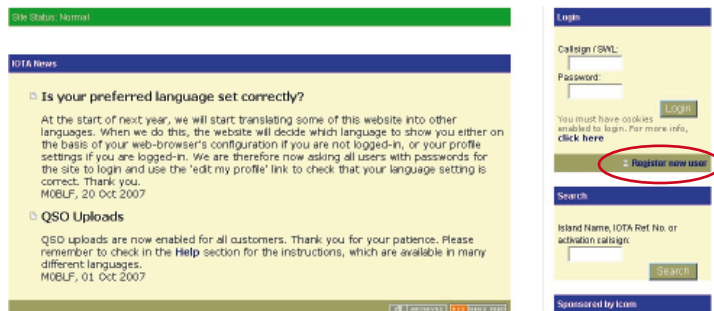 Site Status: Normal
IOTA News
Is your preferred language set correctly?
At the start of next year, we will start translating some of this website into other
languages. When we do this, the website will decide which language to show you either on
the basis of your web-browser's configuration if you are not logged-in, or your profile
settings if you are logged-in. We are therefore now asking all users with passwords for
the site to login and use the 'edit my profile' link to check that your language setting is
correct. Thank you.
M0BLF, 20 Oct 2007
QSO Uploads
QSO uploads are now enabled for all customers. Thank you for your patience. Please
remember to check in the Help section for the instructions, which are available in many
different languages.
M0BLF, 01 Oct 2007
Login
Callsign / SWL:
Password:
Login
You must have cookies
enabled to login. For more info,
click here
Register new user
Search
Island Name, IOTA Ref No. or
activation callsign:
Search
Sponsored by Icom